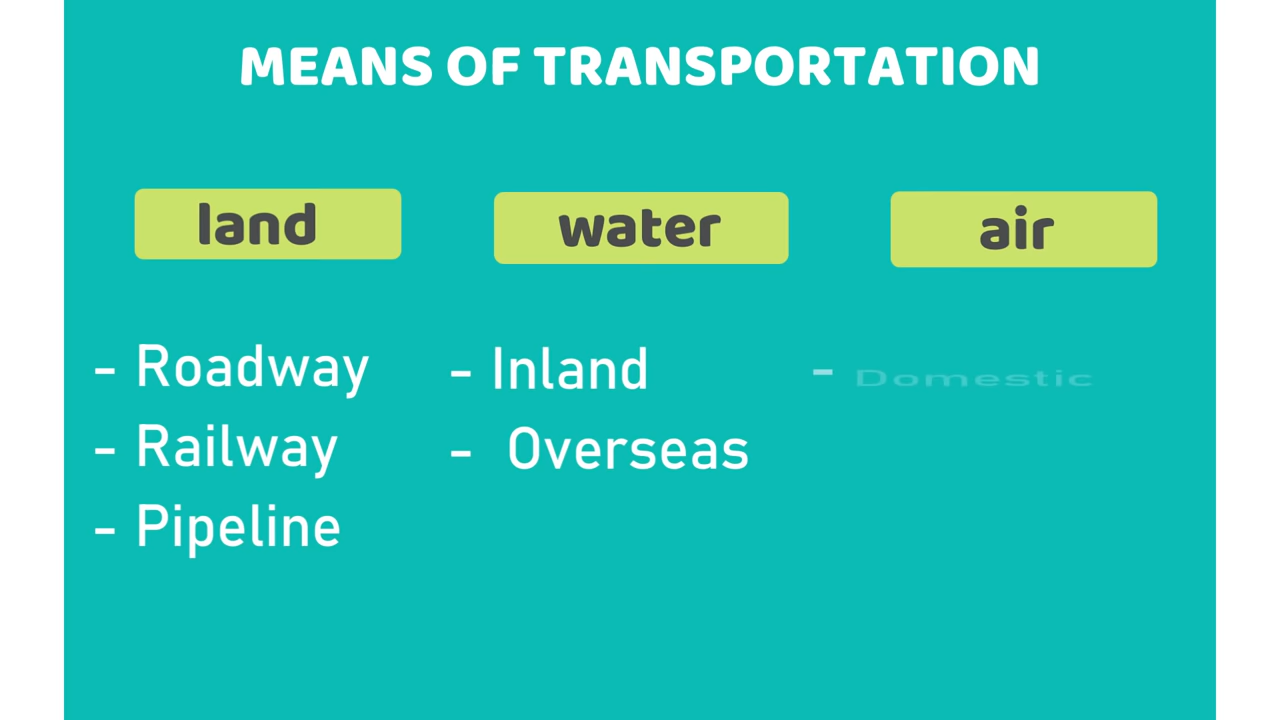 MEANS OF TRANSPORTATION
land
- Roadway
- Railway
- Pipeline
water
- Inland
- Overseas
air
- Domestic